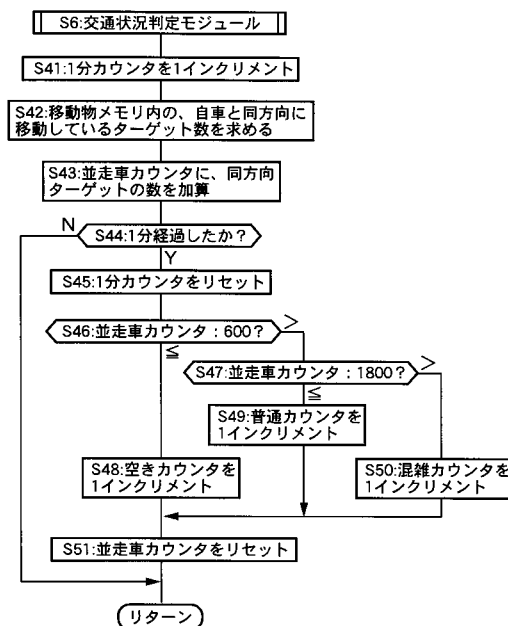 S6:交通状況判定モジュール
S41:1分カウンタを1インクリメント
S42:移動物メモリ内の、自車と同方向に
移動しているターゲット数を求める
S43:並走車カウンタに、同方向
ターゲットの数を加算
N
S44:1分経過したか?
Y
S45:1分カウンタをリセット
S46:並走車カウンタ:600?
>
≦
S47:並走車カウンタ:1800?
>
≦
S49:普通カウンタを
1インクリメント
S48:空きカウンタを
1インクリメント
S50:混雑カウンタを
1インクリメント
S51:並走車カウンタをリセット
リターン